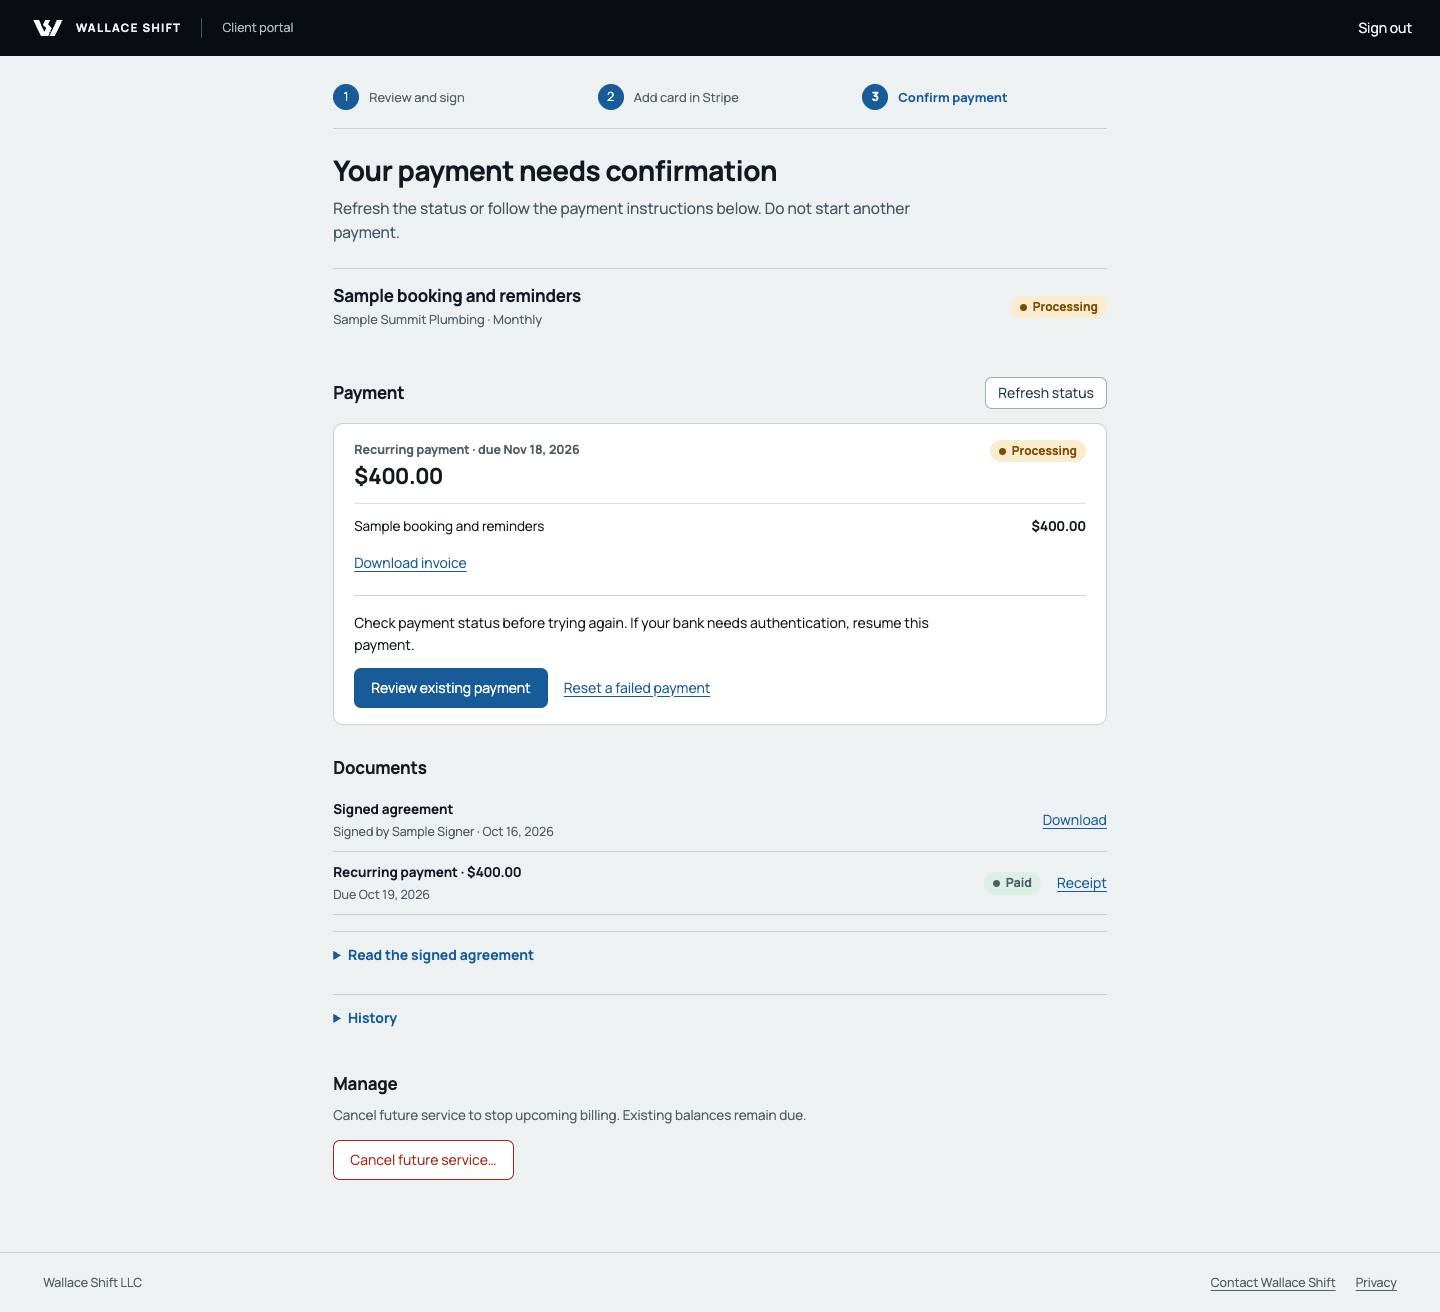 WALLACE SHIFT
Client portal
Sign out
1 Review and sign
2 Add card in Stripe
3 Confirm payment
Your payment needs confirmation
Refresh the status or follow the payment instructions below. Do not start another
payment.
Sample booking and reminders
Sample Summit Plumbing · Monthly
Processing
Payment
Refresh status
Recurring payment · due Nov 18, 2026
Processing
$400.00
Sample booking and reminders
$400.00
Download invoice
Check payment status before trying again. If your bank needs authentication, resume this
payment.
Review existing payment
Reset a failed payment
Documents
Signed agreement
Signed by Sample Signer · Oct 16, 2026
Download
Recurring payment · $400.00
Due Oct 19, 2026
Paid
Receipt
Read the signed agreement
History
Manage
Cancel future service to stop upcoming billing. Existing balances remain due.
Cancel future service…
Wallace Shift LLC
Contact Wallace Shift
Privacy